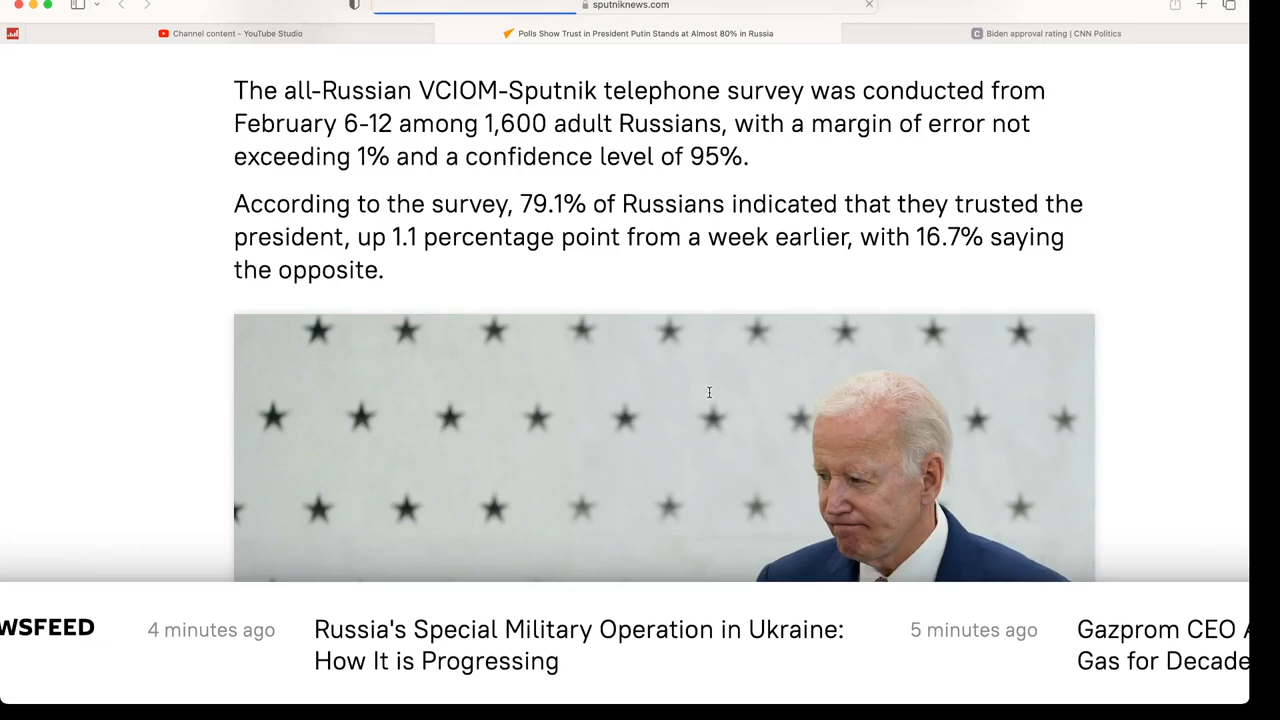 sputniknews.com
Channel content - YouTube Studio
Polls Show Trust in President Putin Stands at Almost 80% in Russia
Biden approval rating | CNN Politics
The all-Russian VCIOM-Sputnik telephone survey was conducted from
February 6-12 among 1,600 adult Russians, with a margin of error not
exceeding 1% and a confidence level of 95%.
According to the survey, 79.1% of Russians indicated that they trusted the
president, up 1.1 percentage point from a week earlier, with 16.7% saying
the opposite.
WSFEED
4 minutes ago
Russia's Special Military Operation in Ukraine:
How It is Progressing
5 minutes ago
Gazprom CEO A
Gas for Decade